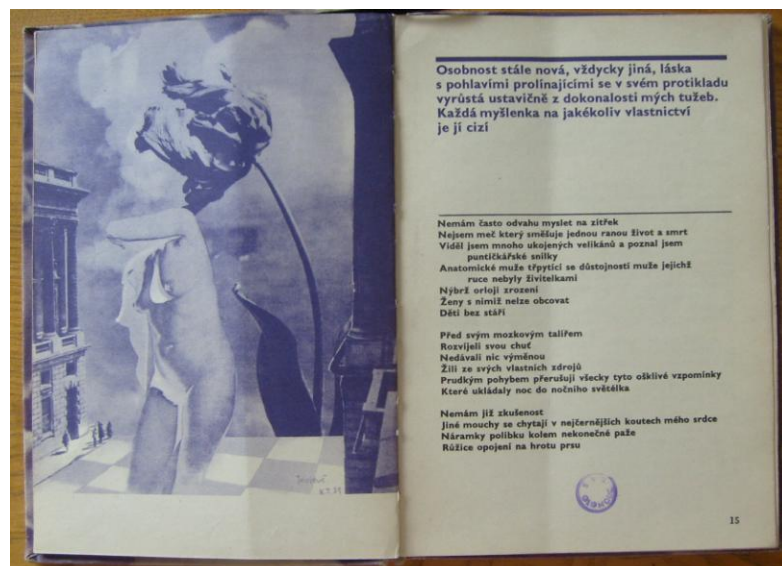 Osobnost stále nová, vždycky jiná, láska
s pohlavími prolínajícími se v svém protikladu
vyrůstá ustavičně z dokonalosti mých tužeb.
Každá myšlenka na jakékoliv vlastnictví
je jí cizí
Nemám často odvahu myslet na zítřek
Nejsem meč který směšuje jednou ranou život a smrt
Viděl jsem mnoho ukojených velikánů a poznal jsem
puntičkářské snílky
Anatomické muže třpytící se důstojností muže jejichž
ruce nebyly živitelkami
Nýbrž orloji zrození
Ženy s nimiž nelze obcovat
Děti bez stáří
Před svým mozkovým talířem
Rozvíjeli svou chuť
Nedávali nic výměnou
Žili ze svých vlastních zdrojů
Prudkým pohybem přerušuji všecky tyto ošklivé vzpomínky
Které ukládaly noc do nočního světélka
Nemám již zkušenost
Jiné mouchy se chytají v nejčernějších koutech mého srdce
Náramky polibku kolem nekonečné paže
Růžice opojení na hrotu prsu
15